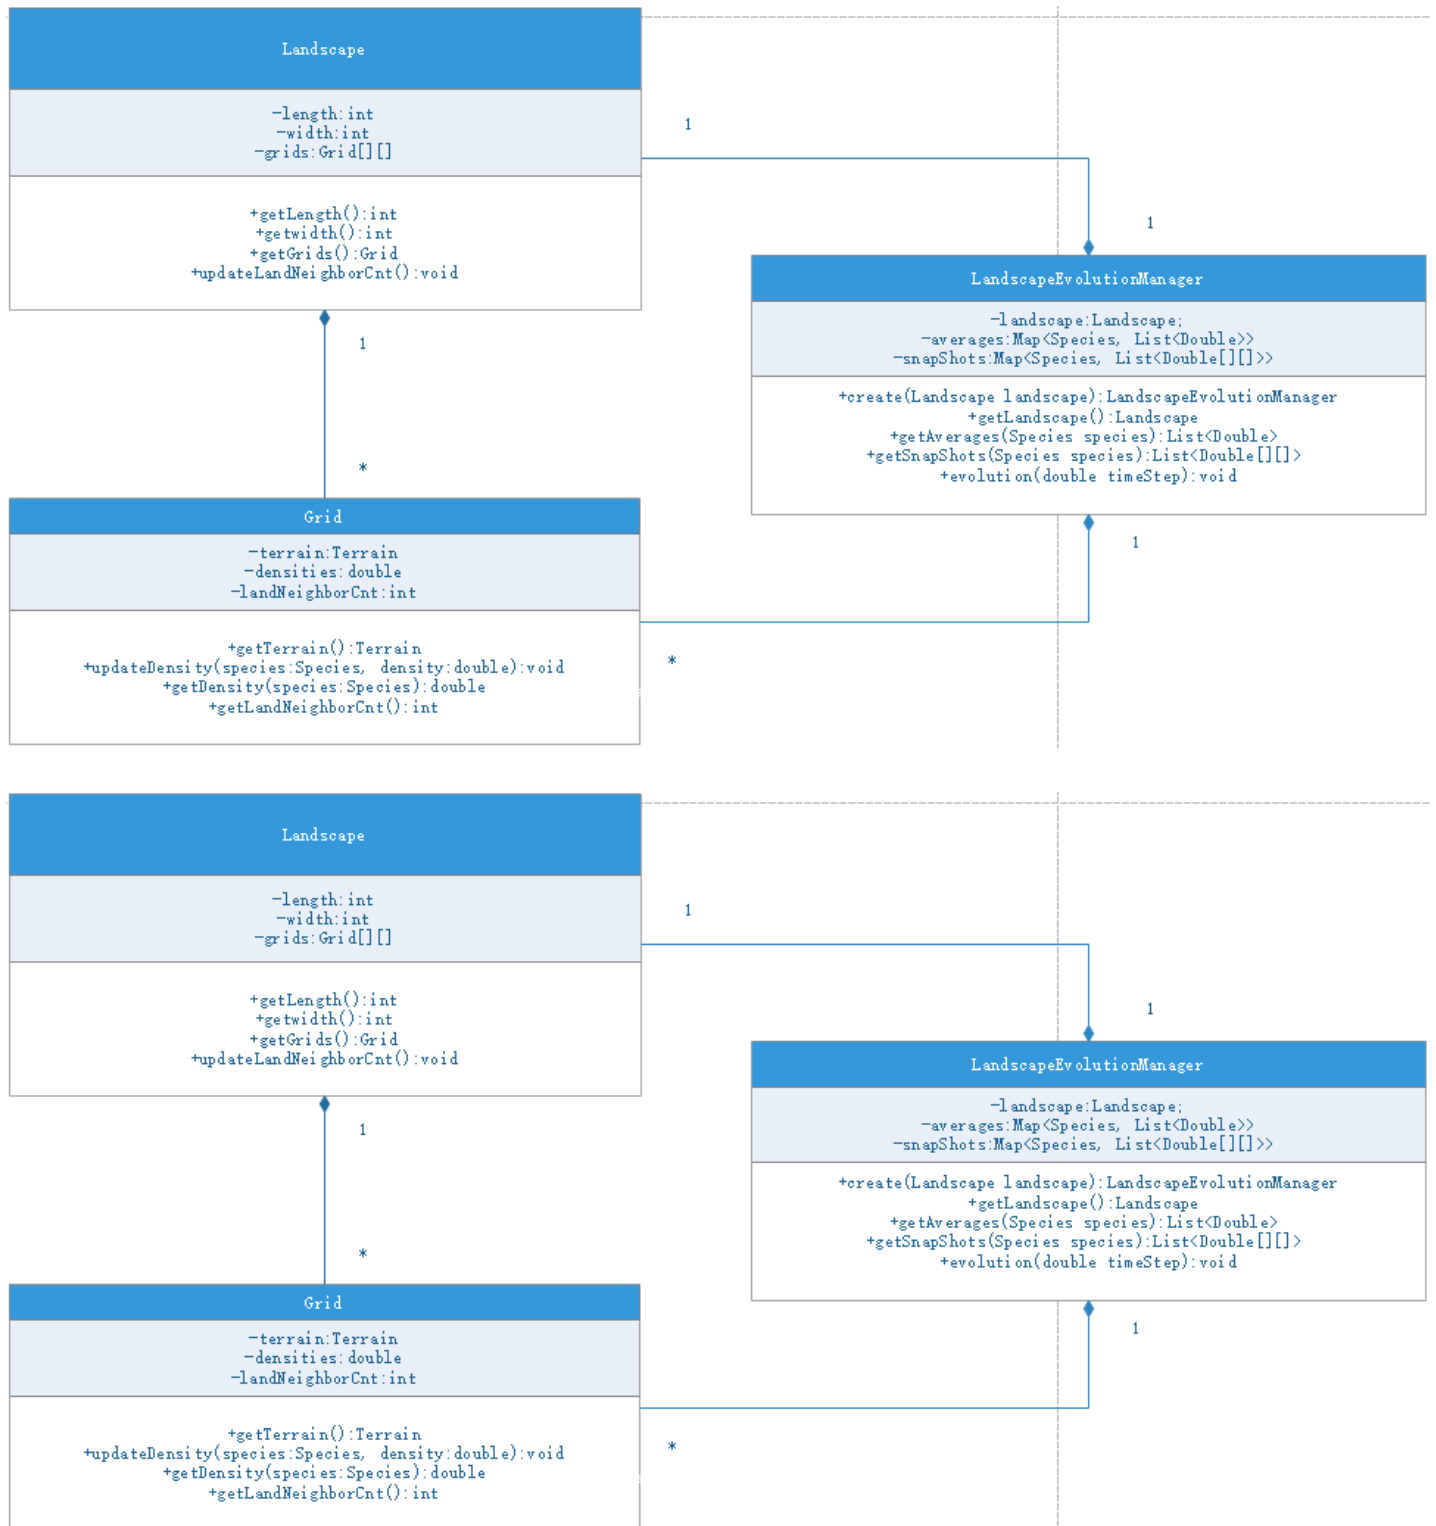 Landscape
-length:int
-width:int
-grids:Grid[][]
+getLength():int
+getwidth():int
+getGrids():Grid
+updateLandNeighborCnt():void
1
1
LandscapeEvolutionManager
-landscape:Landscape;
-averages:Map<Species, List<Double>>
-snapShots:Map<Species, List<Double[][]>>
+create(Landscape landscape):LandscapeEvolutionManager
+getLandscape():Landscape
+getAverages(Species species):List<Double>
+getSnapShots(Species species):List<Double[][]>
+evolution(double timeStep):void
1
*
1
*
Grid
-terrain:Terrain
-densities:double
-landNeighborCnt:int
+getTerrain():Terrain
+updateDensity(species:Species, density:double):void
+getDensity(species:Species):double
+getLandNeighborCnt():int
Landscape
-length:int
-width:int
-grids:Grid[][]
+getLength():int
+getwidth():int
+getGrids():Grid
+updateLandNeighborCnt():void
1
1
LandscapeEvolutionManager
-landscape:Landscape;
-averages:Map<Species, List<Double>>
-snapShots:Map<Species, List<Double[][]>>
+create(Landscape landscape):LandscapeEvolutionManager
+getLandscape():Landscape
+getAverages(Species species):List<Double>
+getSnapShots(Species species):List<Double[][]>
+evolution(double timeStep):void
1
*
1
*
Grid
-terrain:Terrain
-densities:double
-landNeighborCnt:int
+getTerrain():Terrain
+updateDensity(species:Species, density:double):void
+getDensity(species:Species):double
+getLandNeighborCnt():int